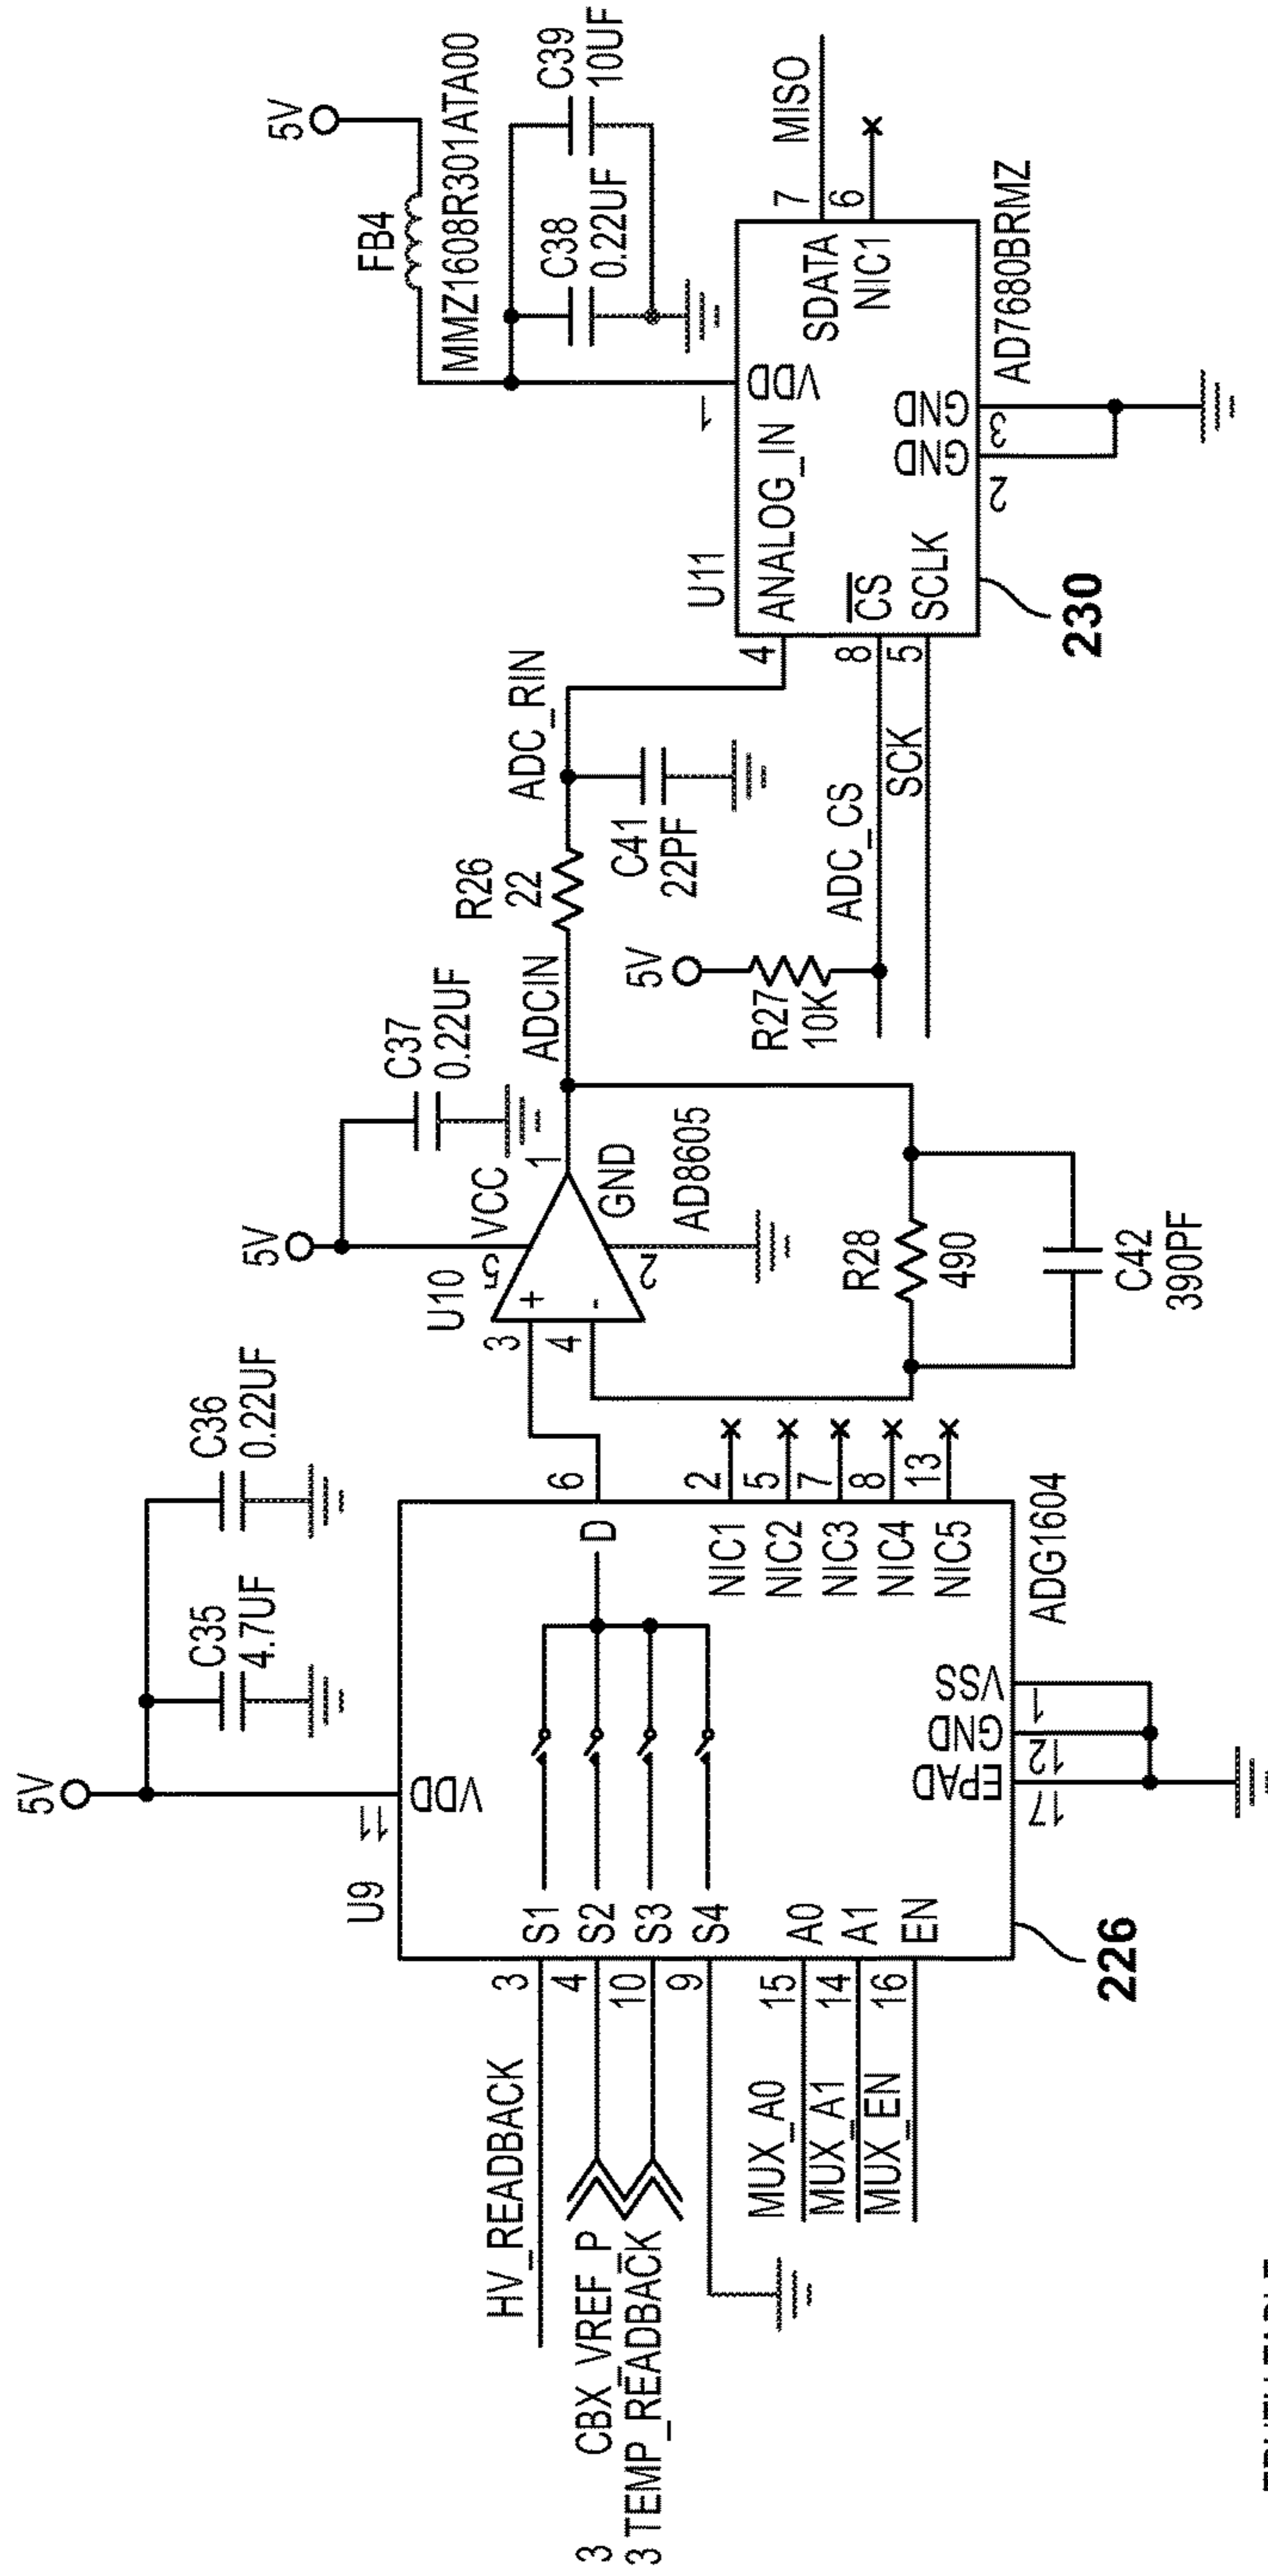 5V
C35
4.7UF
C36
0.22UF
U9
11
VDD
HV_READBACK
3
S1
3
CBX_VREF_P
4
S2
3
TEMP_READBACK
10
S3
9
S4
D
6
MUX_A0
15
A0
MUX_A1
14
A1
MUX_EN
16
EN
NIC1
2
NIC2
5
NIC3
7
NIC4
8
NIC5
13
EPAD
17
GND
12
VSS
1
ADG1604
226
5V
C37
0.22UF
U10
5
VCC
3
+
4
-
1
2
GND
AD8605
R28
490
C42
390PF
ADCIN
R26
22
ADC_RIN
C41
22PF
5V
R27
10K
ADC_CS
SCK
5V
FB4
MMZ1608R301ATA00
C38
0.22UF
C39
10UF
U11
1
VDD
4
ANALOG_IN
8
CS
5
SCLK
SDATA
7
MISO
NIC1
6
GND
2
GND
3
AD7680BRMZ
230